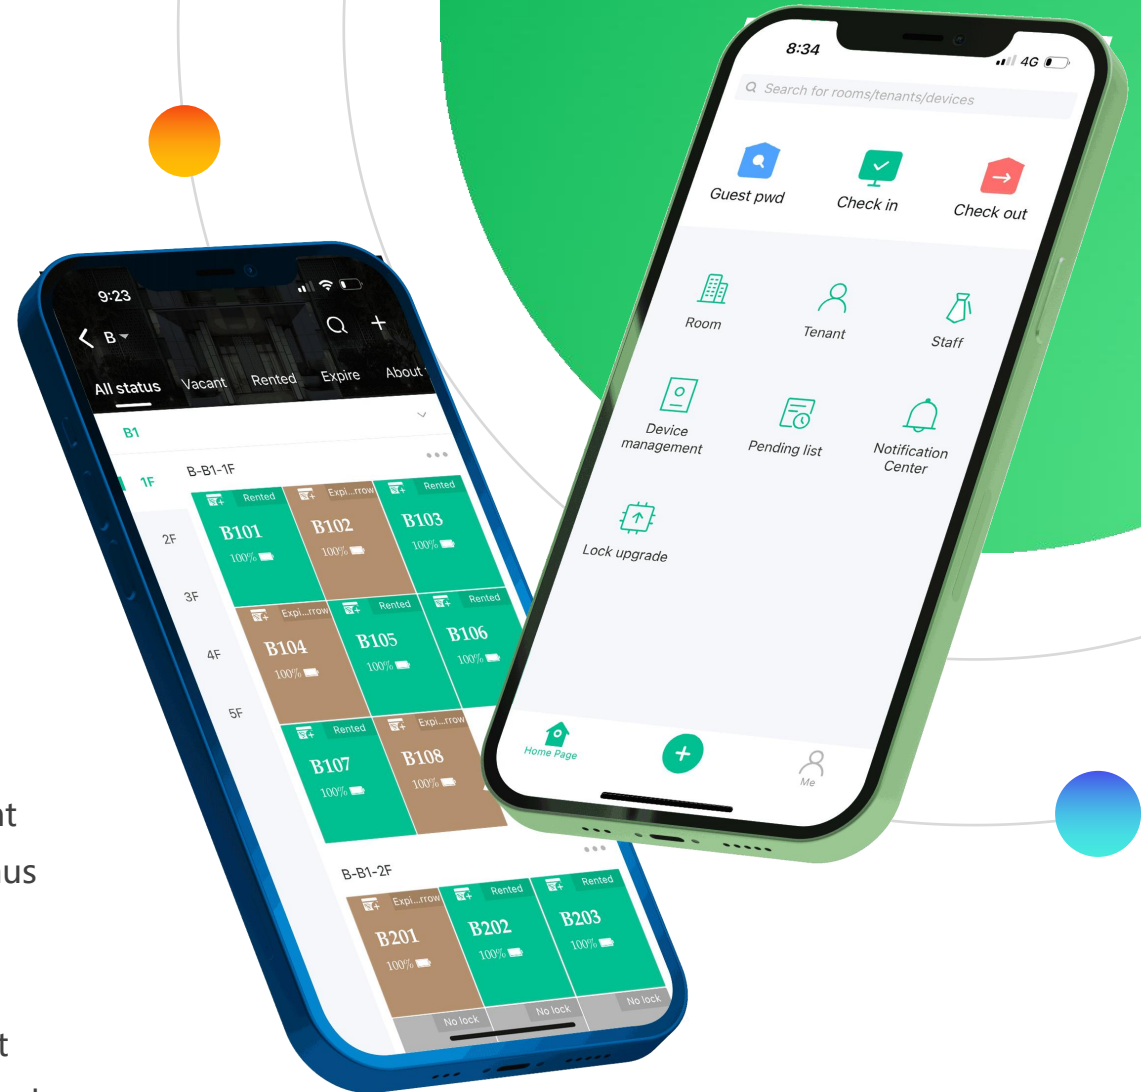 8:34
4G
Search for rooms/tenants/devices
Guest pwd
Check in
Check out
Room
Tenant
Staff
Device
management
Pending list
Notification
Center
Lock upgrade
Home Page
Me
9:23
B
All status
Vacant
Rented
Expire
About
B1
1F
2F
3F
4F
5F
B-B1-1F
Rented
B101
100%
Expi...rrow
B102
100%
Rented
B103
100%
Expi...rrow
B104
100%
Rented
B105
100%
Rented
B106
100%
Rented
B107
100%
Expi...rrow
B108
100%
B-B1-2F
Expi...rrow
B201
100%
Rented
B202
100%
Rented
B203
100%
No lock
No lock
No lock